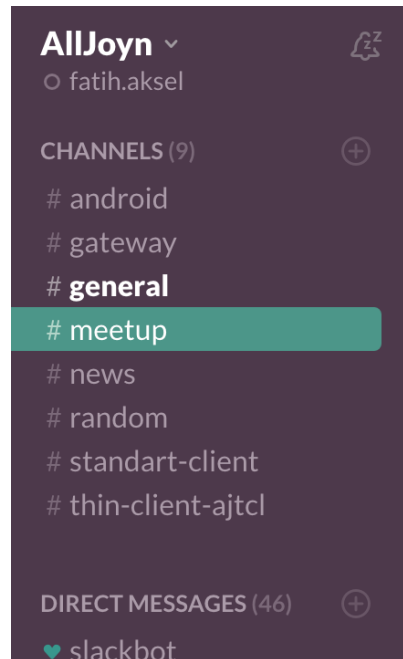 AllJoyn
fatih.aksel
CHANNELS (9)
# android
# gateway
# general
# meetup
# news
# random
# standart-client
# thin-client-ajtcl
DIRECT MESSAGES (46)
slackbot